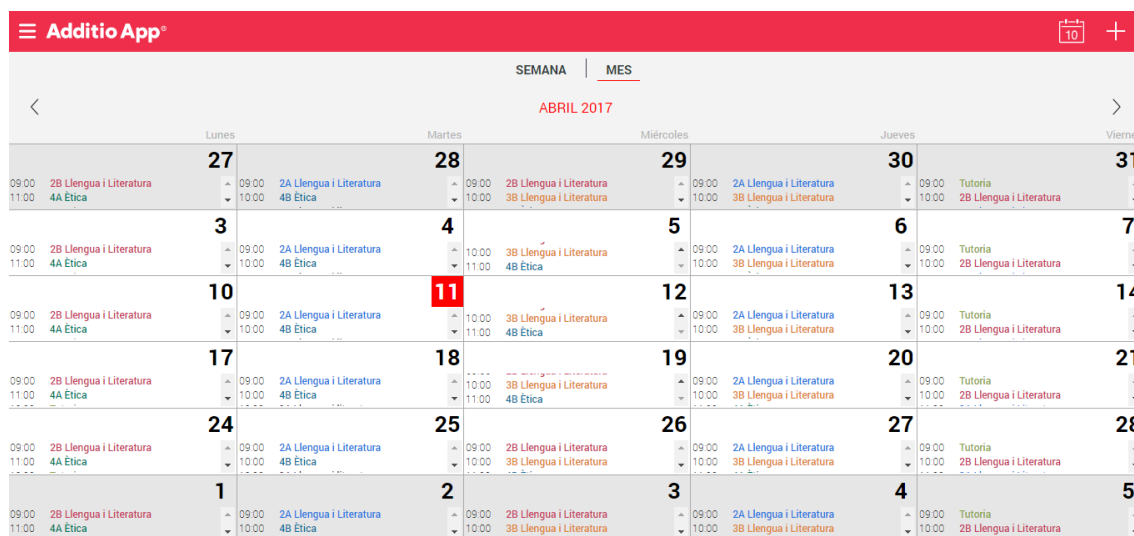 Additio App®
10
SEMANA MES
ABRIL 2017
Lunes Martes Miércoles Jueves Vierne
27 28 29 30 31
09:00 2B Llengua i Literatura 09:00 2A Llengua i Literatura 09:00 2B Llengua i Literatura 09:00 2A Llengua i Literatura 09:00 Tutoria
11:00 4A Ètica 10:00 4B Ètica 10:00 3B Llengua i Literatura 10:00 3B Llengua i Literatura 10:00 2B Llengua i Literatura
3 4 5 6 7
09:00 2B Llengua i Literatura 09:00 2A Llengua i Literatura 10:00 3B Llengua i Literatura 09:00 2A Llengua i Literatura 09:00 Tutoria
11:00 4A Ètica 10:00 4B Ètica 11:00 4B Ètica 10:00 3B Llengua i Literatura 10:00 2B Llengua i Literatura
10 11 12 13 14
09:00 2B Llengua i Literatura 09:00 2A Llengua i Literatura 10:00 3B Llengua i Literatura 09:00 2A Llengua i Literatura 09:00 Tutoria
11:00 4A Ètica 10:00 4B Ètica 11:00 4B Ètica 10:00 3B Llengua i Literatura 10:00 2B Llengua i Literatura
17 18 19 20 21
09:00 2B Llengua i Literatura 09:00 2A Llengua i Literatura 10:00 3B Llengua i Literatura 09:00 2A Llengua i Literatura 09:00 Tutoria
11:00 4A Ètica 10:00 4B Ètica 11:00 4B Ètica 10:00 3B Llengua i Literatura 10:00 2B Llengua i Literatura
24 25 26 27 28
09:00 2B Llengua i Literatura 09:00 2A Llengua i Literatura 09:00 2B Llengua i Literatura 09:00 2A Llengua i Literatura 09:00 Tutoria
11:00 4A Ètica 10:00 4B Ètica 10:00 3B Llengua i Literatura 10:00 3B Llengua i Literatura 10:00 2B Llengua i Literatura
1 2 3 4 5
09:00 2B Llengua i Literatura 09:00 2A Llengua i Literatura 09:00 2B Llengua i Literatura 09:00 2A Llengua i Literatura 09:00 Tutoria
11:00 4A Ètica 10:00 4B Ètica 10:00 3B Llengua i Literatura 10:00 3B Llengua i Literatura 10:00 2B Llengua i Literatura